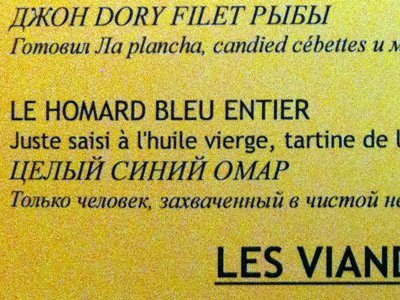 ДЖОН DORY FILET РЫБЫ
Готовил Ла plancha, candied cébettes и
LE HOMARD BLEU ENTIER
Juste saisi à l'huile vierge, tartine de
ЦЕЛЫЙ СИНИЙ ОМАР
Только человек, захваченный в чистой
LES